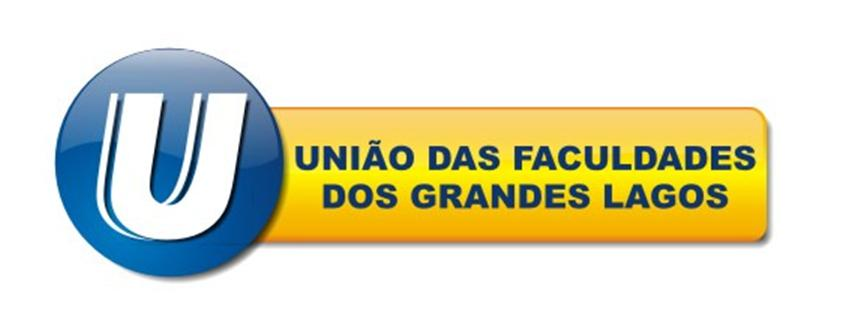 U
UNIÃO DAS FACULDADES
DOS GRANDES LAGOS